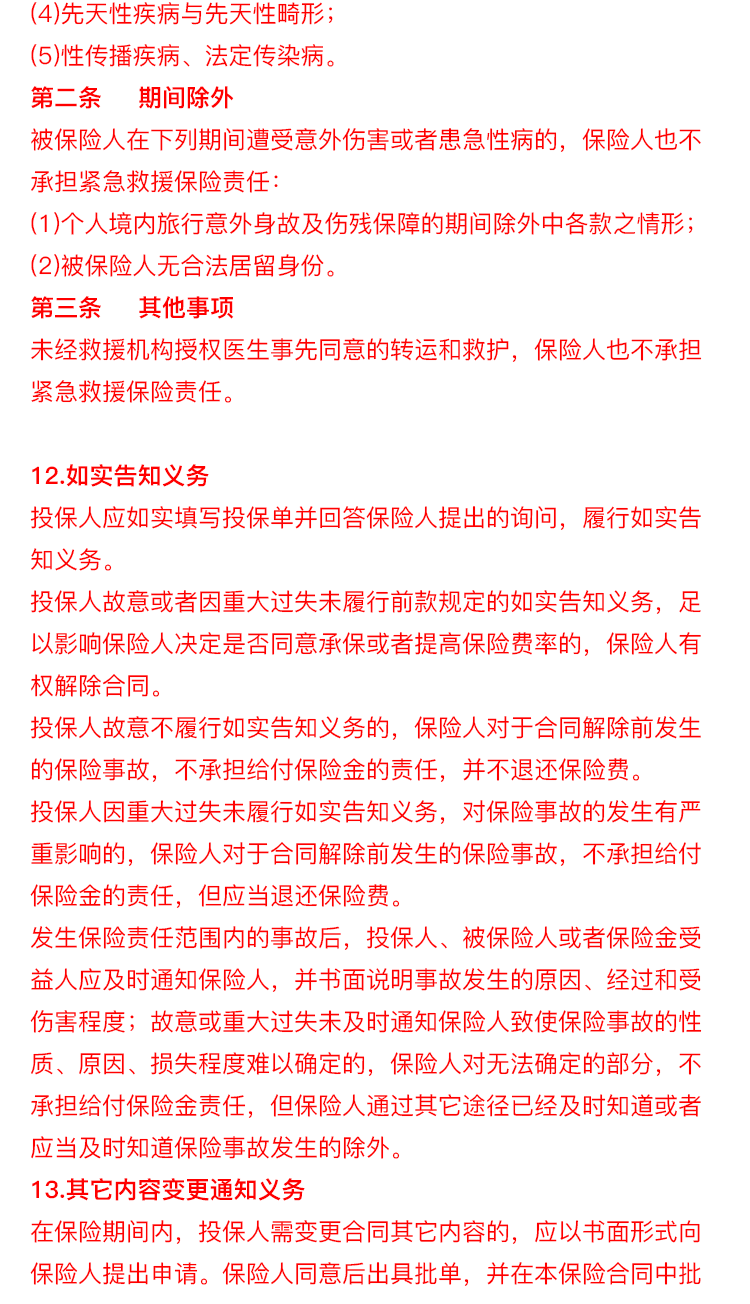 (4)先天性疾病与先天性畸形；
(5)性传播疾病、法定传染病。
第二条 期间除外
被保险人在下列期间遭受意外伤害或者患急性病的，保险人也不
承担紧急救援保险责任：
(1)个人境内旅行意外身故及伤残保障的期间除外中各款之情形；
(2)被保险人无合法居留身份。
第三条 其他事项
未经救援机构授权医生事先同意的转运和救护，保险人也不承担
紧急救援保险责任。
12.如实告知义务
投保人应如实填写投保单并回答保险人提出的询问，履行如实告
知义务。
投保人故意或者因重大过失未履行前款规定的如实告知义务，足
以影响保险人决定是否同意承保或者提高保险费率的，保险人有
权解除合同。
投保人故意不履行如实告知义务的，保险人对于合同解除前发生
的保险事故，不承担给付保险金的责任，并不退还保险费。
投保人因重大过失未履行如实告知义务，对保险事故的发生有严
重影响的，保险人对于合同解除前发生的保险事故，不承担给付
保险金的责任，但应当退还保险费。
发生保险责任范围内的事故后，投保人、被保险人或者保险金受
益人应及时通知保险人，并书面说明事故发生的原因、经过和受
伤害程度；故意或重大过失未及时通知保险人致使保险事故的性
质、原因、损失程度难以确定的，保险人对无法确定的部分，不
承担给付保险金责任，但保险人通过其它途径已经及时知道或者
应当及时知道保险事故发生的除外。
13.其它内容变更通知义务
在保险期间内，投保人需变更合同其它内容的，应以书面形式向
保险人提出申请。保险人同意后出具批单，并在本保险合同中批